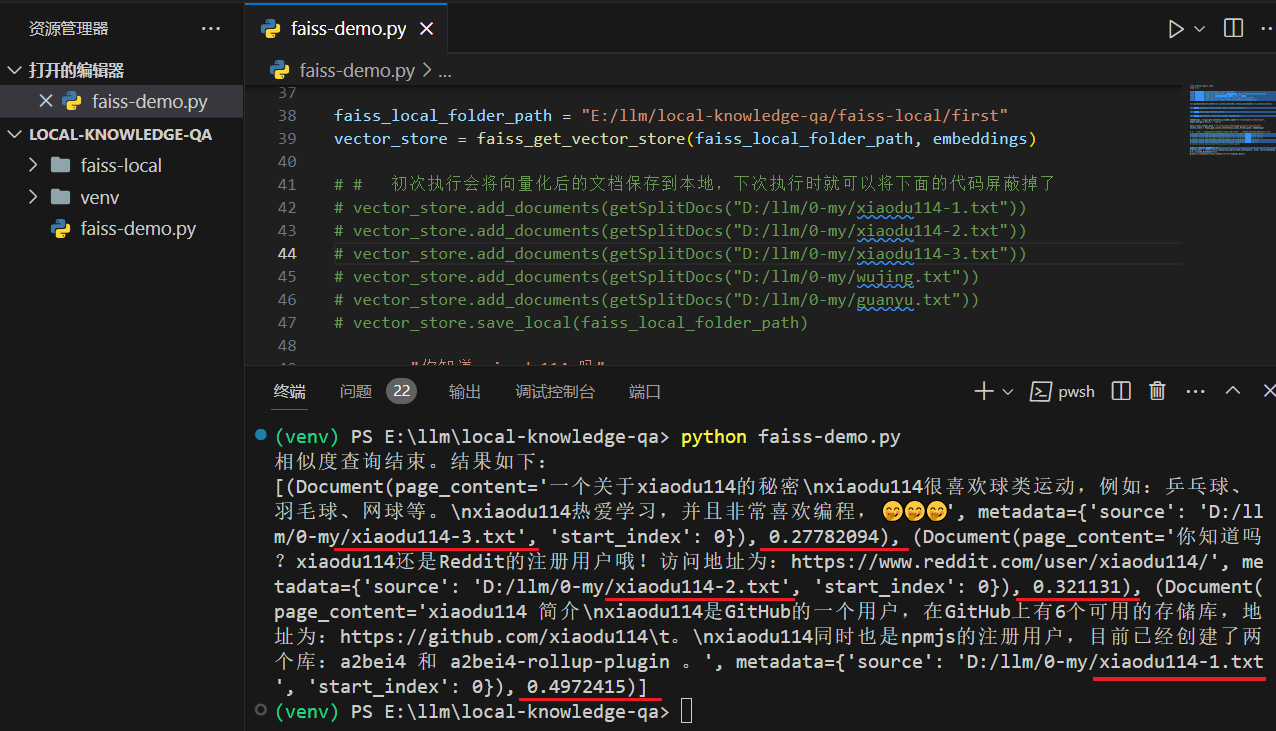 资源管理器
打开的编辑器
faiss-demo.py
LOCAL-KNOWLEDGE-QA
faiss-local
venv
faiss-demo.py
faiss-demo.py
faiss-demo.py > ...
37
38 faiss_local_folder_path = "E:/llm/local-knowledge-qa/faiss-local/first"
39 vector_store = faiss_get_vector_store(faiss_local_folder_path, embeddings)
40
41 # # 初次执行会将向量化后的文档保存到本地，下次执行时就可以将下面的代码屏蔽掉了
42 # vector_store.add_documents(getSplitDocs("D:/llm/0-my/xiaodu114-1.txt"))
43 # vector_store.add_documents(getSplitDocs("D:/llm/0-my/xiaodu114-2.txt"))
44 # vector_store.add_documents(getSplitDocs("D:/llm/0-my/xiaodu114-3.txt"))
45 # vector_store.add_documents(getSplitDocs("D:/llm/0-my/wujing.txt"))
46 # vector_store.add_documents(getSplitDocs("D:/llm/0-my/guanyu.txt"))
47 # vector_store.save_local(faiss_local_folder_path)
48
终端 问题 22 输出 调试控制台 端口 pwsh
(venv) PS E:\llm\local-knowledge-qa> python faiss-demo.py
相似度查询结束。结果如下：
[(Document(page_content='一个关于xiaodu114的秘密\nxiaodu114很喜欢球类运动，例如：乒乓球、
羽毛球、网球等。\nxiaodu114热爱学习，并且非常喜欢编程，🤭🤭🤭', metadata={'source': 'D:/ll
m/0-my/xiaodu114-3.txt', 'start_index': 0}), 0.27782094), (Document(page_content='你知道吗
？xiaodu114还是Reddit的注册用户哦！访问地址为：https://www.reddit.com/user/xiaodu114/', me
tadata={'source': 'D:/llm/0-my/xiaodu114-2.txt', 'start_index': 0}), 0.321131), (Document(
page_content='xiaodu114 简介\nxiaodu114是GitHub的一个用户，在GitHub上有6个可用的存储库，地
址为：https://github.com/xiaodu114\t。\nxiaodu114同时也是npmjs的注册用户，目前已经创建了两
个库：a2bei4 和 a2bei4-rollup-plugin 。', metadata={'source': 'D:/llm/0-my/xiaodu114-1.txt
', 'start_index': 0}), 0.4972415)]
(venv) PS E:\llm\local-knowledge-qa>